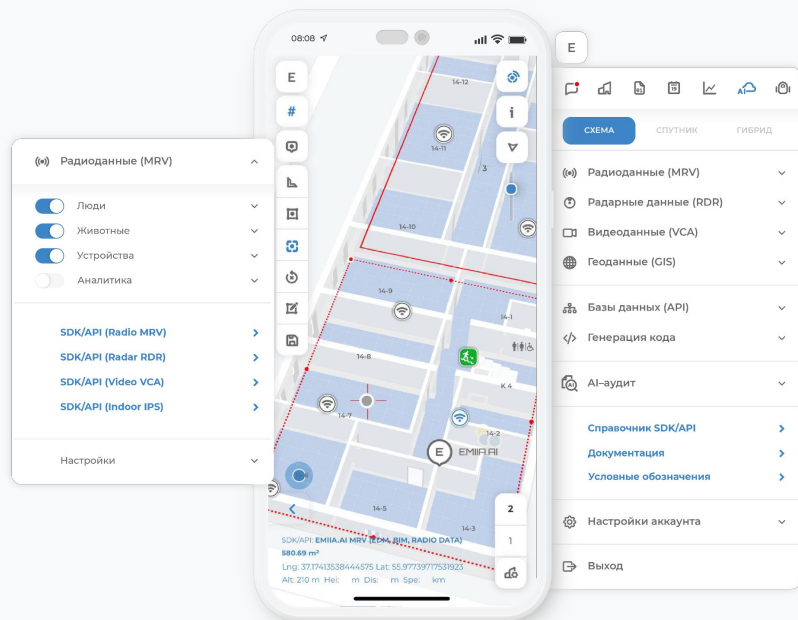 Радиоданные (MRV)
Люди
Животные
Устройства
Аналитика
SDK/API (Radio MRV)
SDK/API (Radar RDR)
SDK/API (Video VCA)
SDK/API (Indoor IPS)
Настройки
08:08
E
#
i
14-12
14-11
3
14-10
14-9
14-1
14-8
К 4
14-7
14-2
E
EMIIA.AI
14-5
14-3
2
1
SDK/API: EMIIA.AI MRV (EDM, BIM, RADIO DATA)
580.69 m²
Lng: 37.17413538444575 Lat: 55.97739717531923
Alt: 210 m Hei: m Dis: m Spe: km
E
01
19
AI
СХЕМА
СПУТНИК
ГИБРИД
Радиоданные (MRV)
Радарные данные (RDR)
Видеоданные (VCA)
Геоданные (GIS)
Базы данных (API)
Генерация кода
AI
AI–аудит
Справочник SDK/API
Документация
Условные обозначения
Настройки аккаунта
Выход